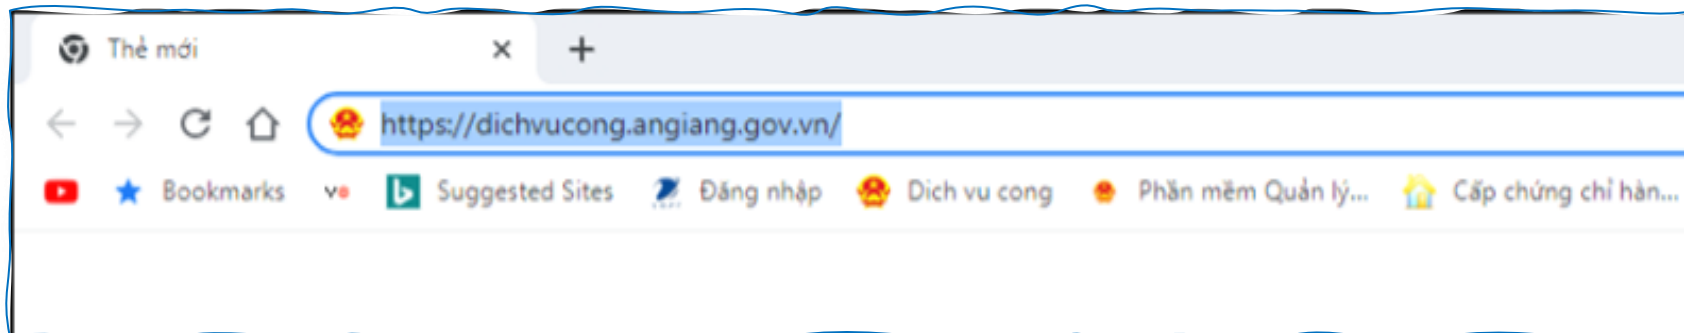 Thẻ mới
https://dichvucong.angiang.gov.vn/
Bookmarks Suggested Sites Đăng nhập Dich vu cong Phần mềm Quản lý... Cấp chứng chỉ hàn...